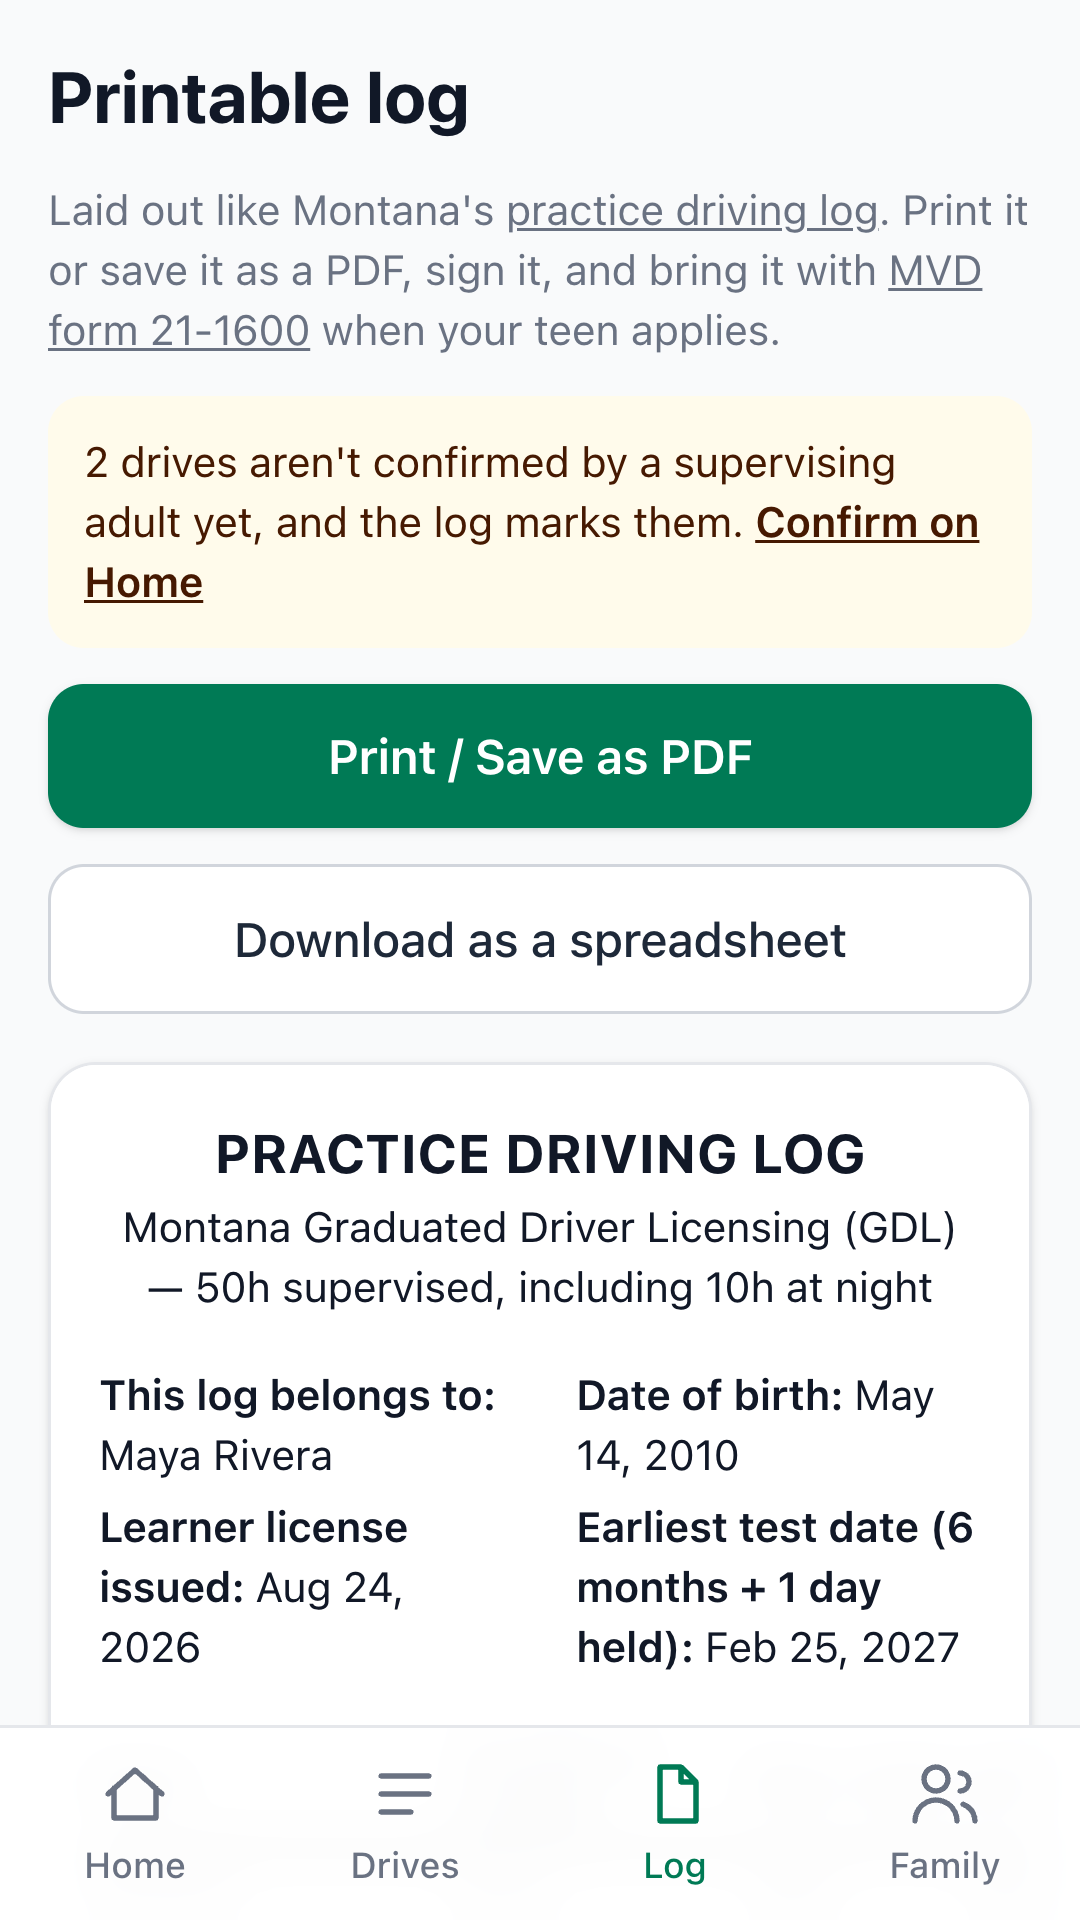 Printable log
Laid out like Montana's practice driving log. Print it
or save it as a PDF, sign it, and bring it with MVD
form 21-1600 when your teen applies.
2 drives aren't confirmed by a supervising
adult yet, and the log marks them. Confirm on
Home
Print / Save as PDF
Download as a spreadsheet
PRACTICE DRIVING LOG
Montana Graduated Driver Licensing (GDL)
— 50h supervised, including 10h at night
This log belongs to:
Maya Rivera
Date of birth: May
14, 2010
Learner license
issued: Aug 24,
2026
Earliest test date (6
months + 1 day
held): Feb 25, 2027
Home
Drives
Log
Family